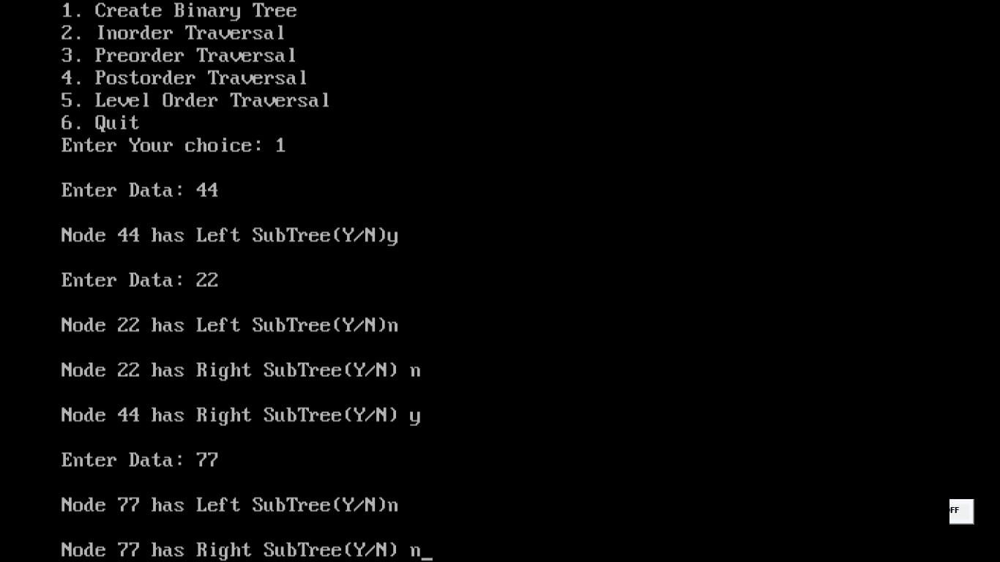 1. Create Binary Tree
2. Inorder Traversal
3. Preorder Traversal
4. Postorder Traversal
5. Level Order Traversal
6. Quit
Enter Your choice: 1
Enter Data: 44
Node 44 has Left SubTree(Y/N)y
Enter Data: 22
Node 22 has Left SubTree(Y/N)n
Node 22 has Right SubTree(Y/N) n
Node 44 has Right SubTree(Y/N) y
Enter Data: 77
Node 77 has Left SubTree(Y/N)n
FF
Node 77 has Right SubTree(Y/N) n_